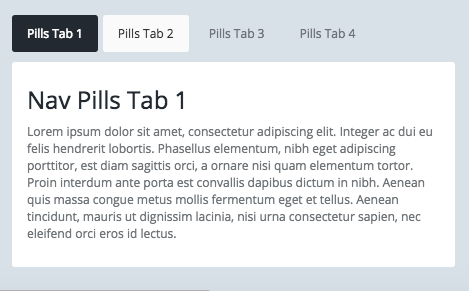 Pills Tab 1 Pills Tab 2 Pills Tab 3 Pills Tab 4
Nav Pills Tab 1
Lorem ipsum dolor sit amet, consectetur adipiscing elit. Integer ac dui eu
felis hendrerit lobortis. Phasellus elementum, nibh eget adipiscing
porttitor, est diam sagittis orci, a ornare nisi quam elementum tortor.
Proin interdum ante porta est convallis dapibus dictum in nibh. Aenean
quis massa congue metus mollis fermentum eget et tellus. Aenean
tincidunt, mauris ut dignissim lacinia, nisi urna consectetur sapien, nec
eleifend orci eros id lectus.